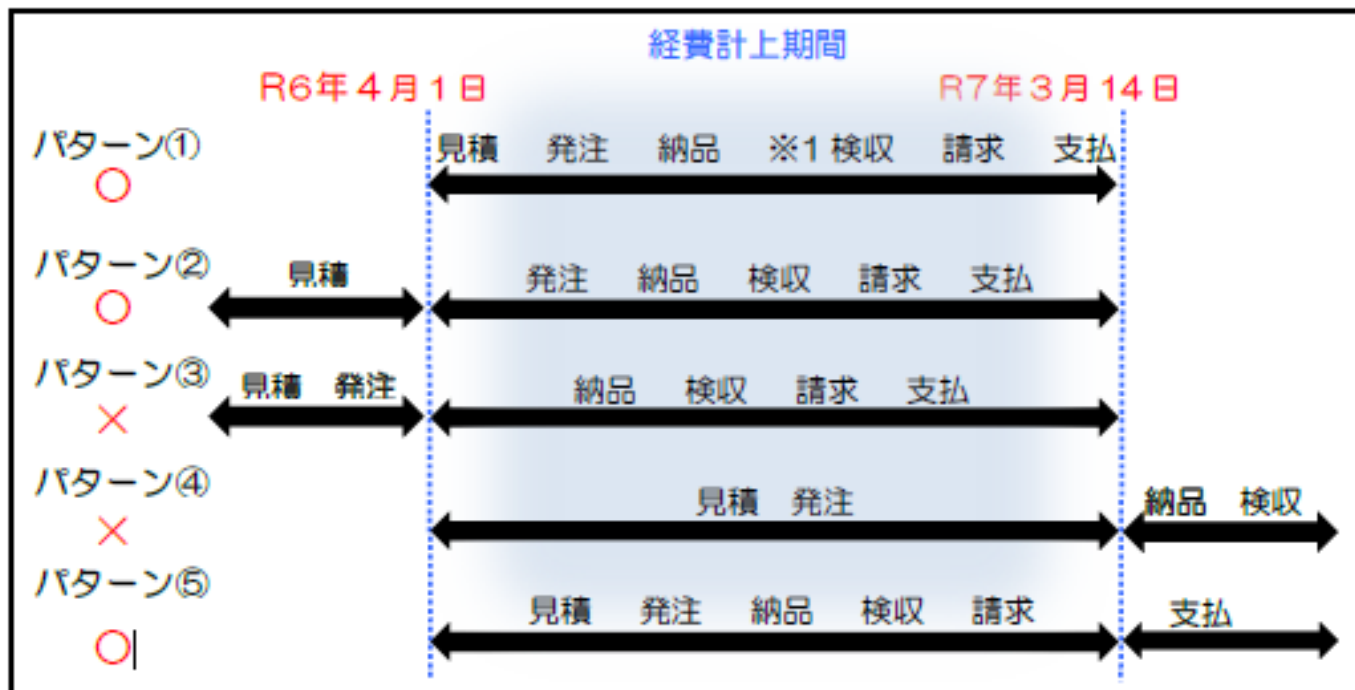 経費計上期間
R6年4月1日 R7年3月14日
パターン① 見積 発注 納品 ※1検収 請求 支払
○
パターン② 見積 発注 納品 検収 請求 支払
○
パターン③ 見積 発注 納品 検収 請求 支払
×
パターン④ 見積 発注 納品 検収
×
パターン⑤ 見積 発注 納品 検収 請求 支払
○